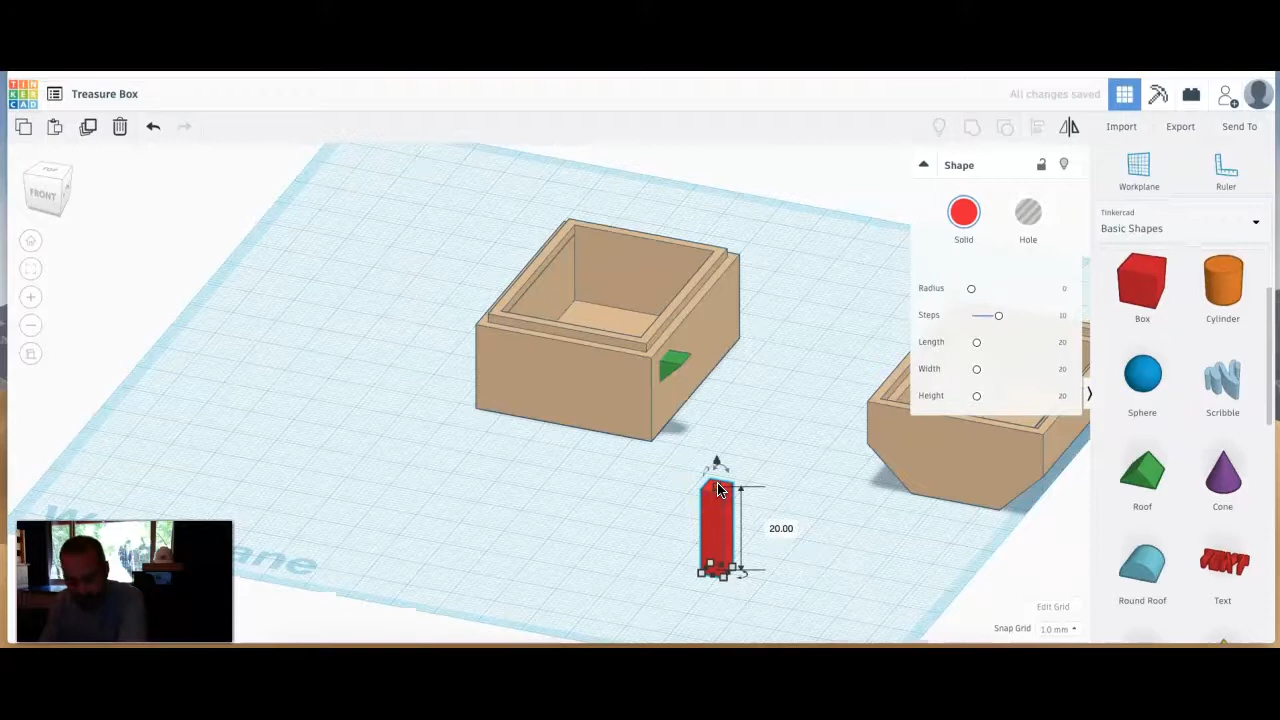 TIN
KER
CAD
Treasure Box
All changes saved
Import
Export
Send To
TOP
FRONT
Shape
Solid
Hole
Radius 0
Steps 10
Length 20
Width 20
Height 20
Workplane
Ruler
Tinkercad
Basic Shapes
Box
Cylinder
Sphere
Scribble
Roof
Cone
Round Roof
Text
TEXT
20.00
Edit Grid
Snap Grid 1.0 mm